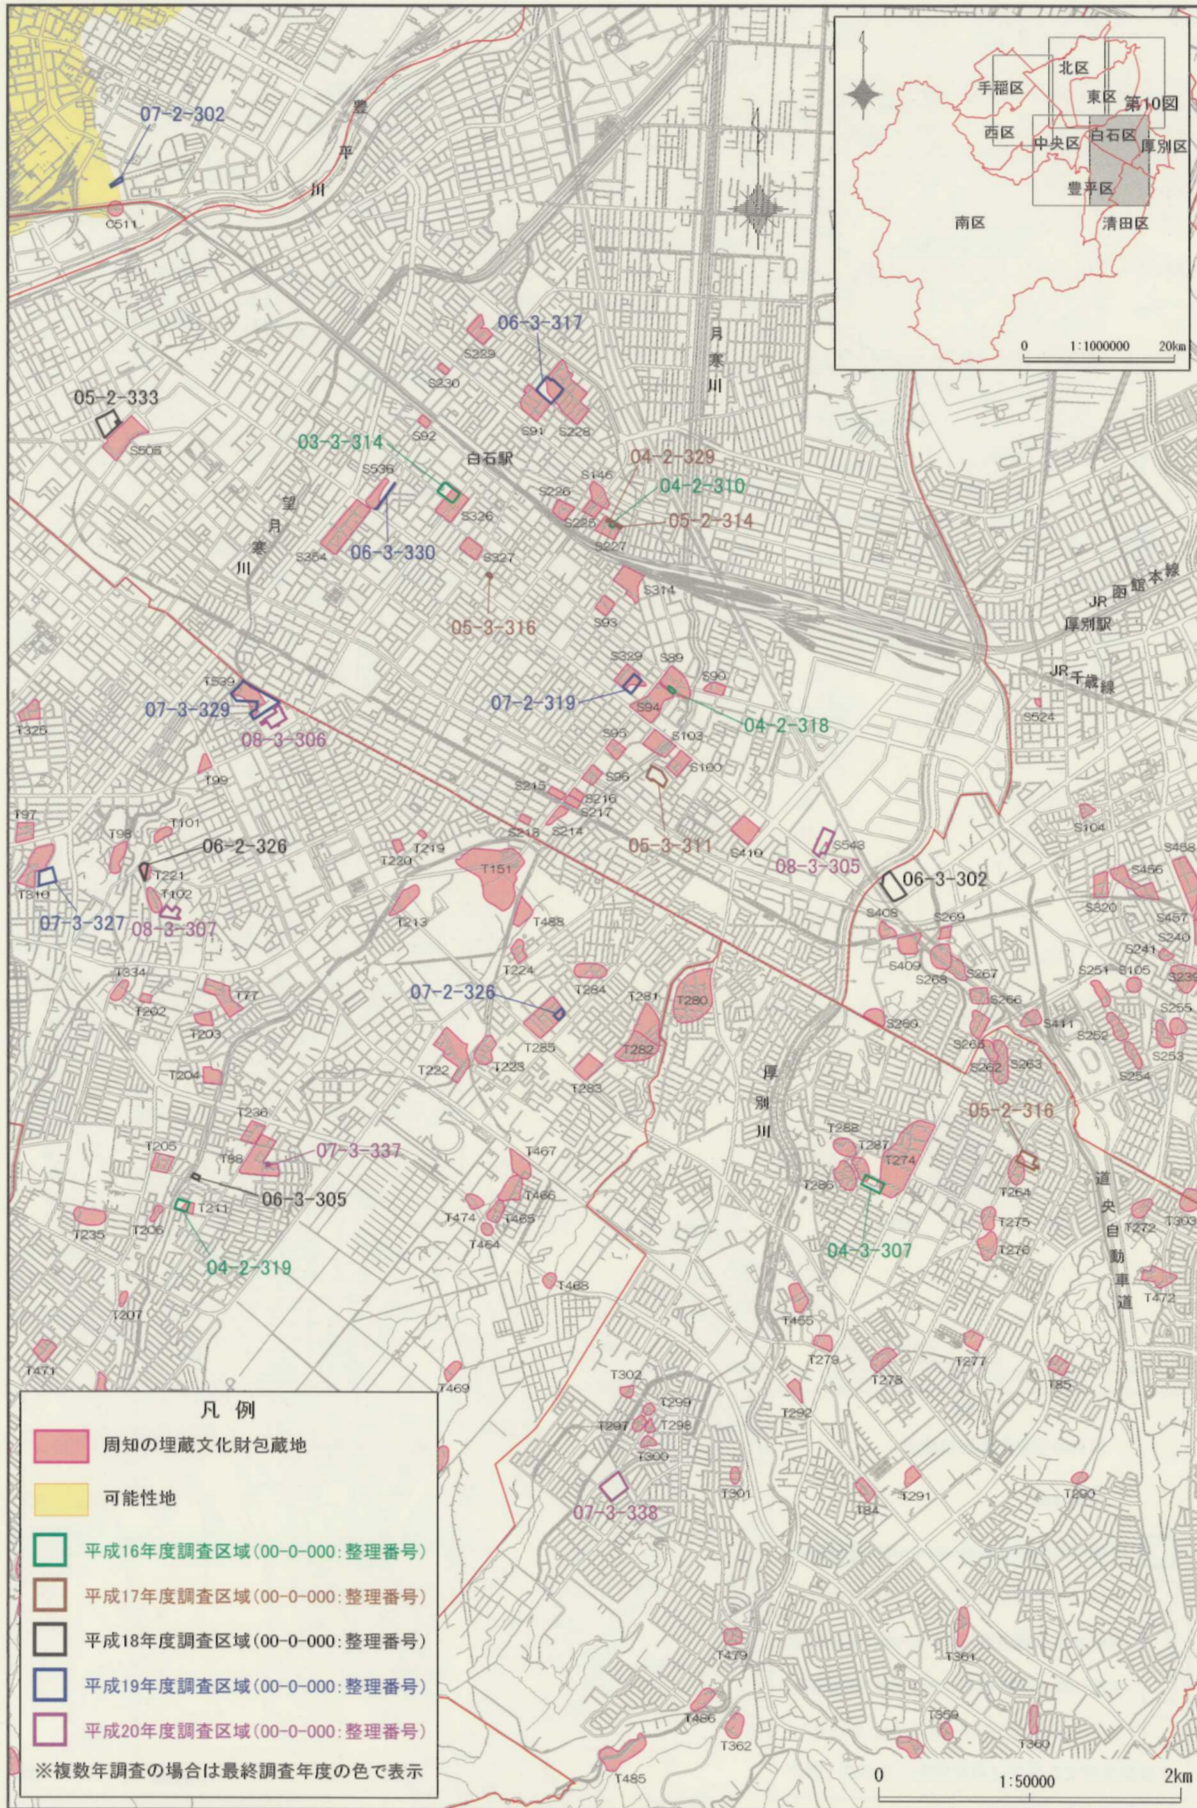 手稲区
北区
東区
第10図
西区
中央区
白石区
厚別区
豊平区
南区
清田区
0 1:1000000 20km
07-2-302
豊平川
C511
06-3-317
S229
月寒川
S230
05-2-333
S505
S92
S91
S228
03-3-314
白石駅
04-2-329
S536
S146
04-2-310
S226
S225
05-2-314
S326
S227
望月寒川
S354
06-3-330
S327
S314
JR 函館本線
05-3-316
S93
厚別駅
T539
S329
S89
S90
JR千歳線
07-3-329
07-2-319
S94
S524
T325
08-3-306
04-2-318
S95
S103
T99
S96
S100
S215
S216
S217
T97
T98
T101
S218
S214
S104
06-2-326
T219
05-3-311
S410
S543
T220
08-3-305
S458
T310
T221
T151
06-3-302
S456
T102
S320
07-3-327
08-3-307
T213
T488
S408
S269
S457
S240
T224
S409
S241
S268
S267
T334
T284
S251
S105
S239
07-2-326
T281
T280
T202
T77
S266
S255
T203
T285
S411
S252
T282
S265
S253
T222
T223
S263
T204
T283
S262
S254
厚別川
05-2-316
T236
T288
T287
T205
T88
07-3-337
T467
T274
T286
T264
06-3-305
T466
道央自動車道
T211
T474
T465
T275
T272
T393
T235
T206
T464
04-3-307
T276
04-2-319
T468
T472
T207
T455
T471
T279
T277
T278
T85
T469
T302
T292
T299
T297
T298
T300
T301
T291
T290
T84
07-3-338
T479
T361
T486
T362
T359
T360
T485
凡 例
周知の埋蔵文化財包蔵地
可能性地
平成16年度調査区域(00-0-000:整理番号)
平成17年度調査区域(00-0-000:整理番号)
平成18年度調査区域(00-0-000:整理番号)
平成19年度調査区域(00-0-000:整理番号)
平成20年度調査区域(00-0-000:整理番号)
※複数年調査の場合は最終調査年度の色で表示
0 1:50000 2km